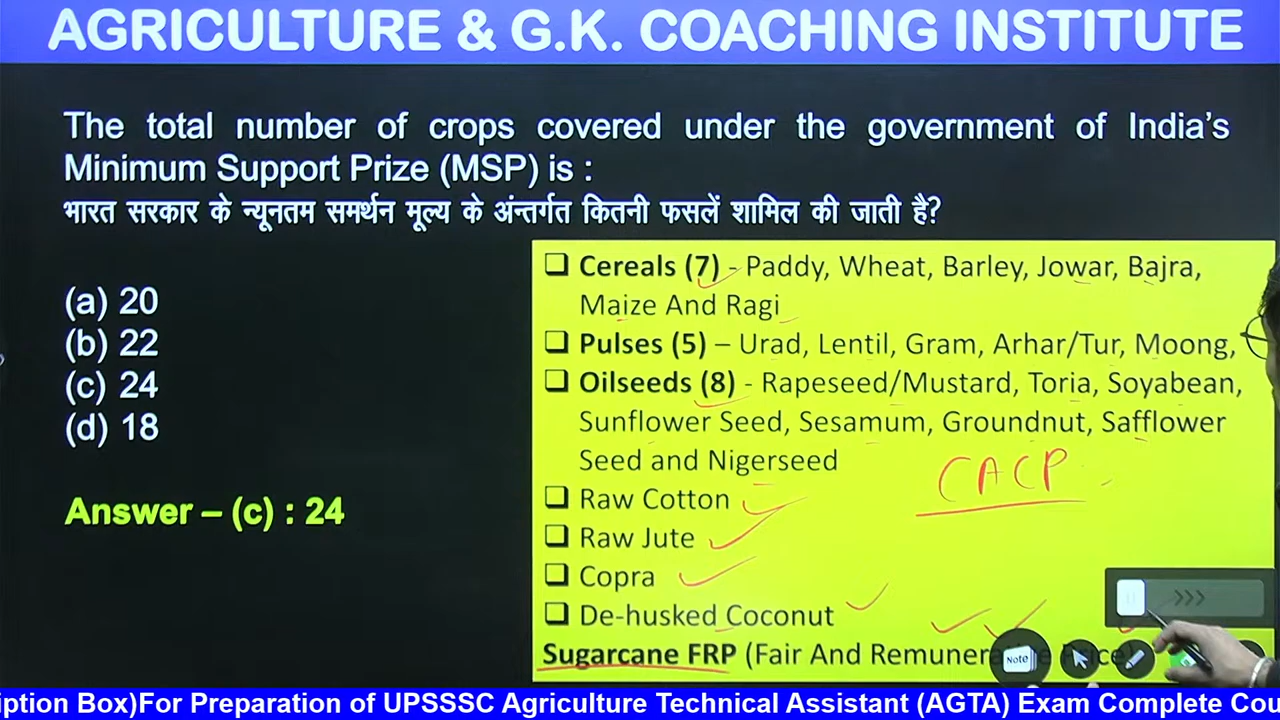 AGRICULTURE & G.K. COACHING INSTITUTE
The total number of crops covered under the government of India's
Minimum Support Prize (MSP) is :
भारत सरकार के न्यूनतम समर्थन मूल्य के अंन्तर्गत कितनी फसलें शामिल की जाती है?
(a) 20
(b) 22
(c) 24
(d) 18
Answer – (c) : 24
❑ Cereals (7) - Paddy, Wheat, Barley, Jowar, Bajra,
Maize And Ragi
❑ Pulses (5) – Urad, Lentil, Gram, Arhar/Tur, Moong,
❑ Oilseeds (8) - Rapeseed/Mustard, Toria, Soyabean,
Sunflower Seed, Sesamum, Groundnut, Safflower
Seed and Nigerseed
CACP
❑ Raw Cotton
❑ Raw Jute
❑ Copra
❑ De-husked Coconut
Sugarcane FRP (Fair And Price)
Note
iption Box)For Preparation of UPSSSC Agriculture Technical Assistant (AGTA) Exam Complete Cou